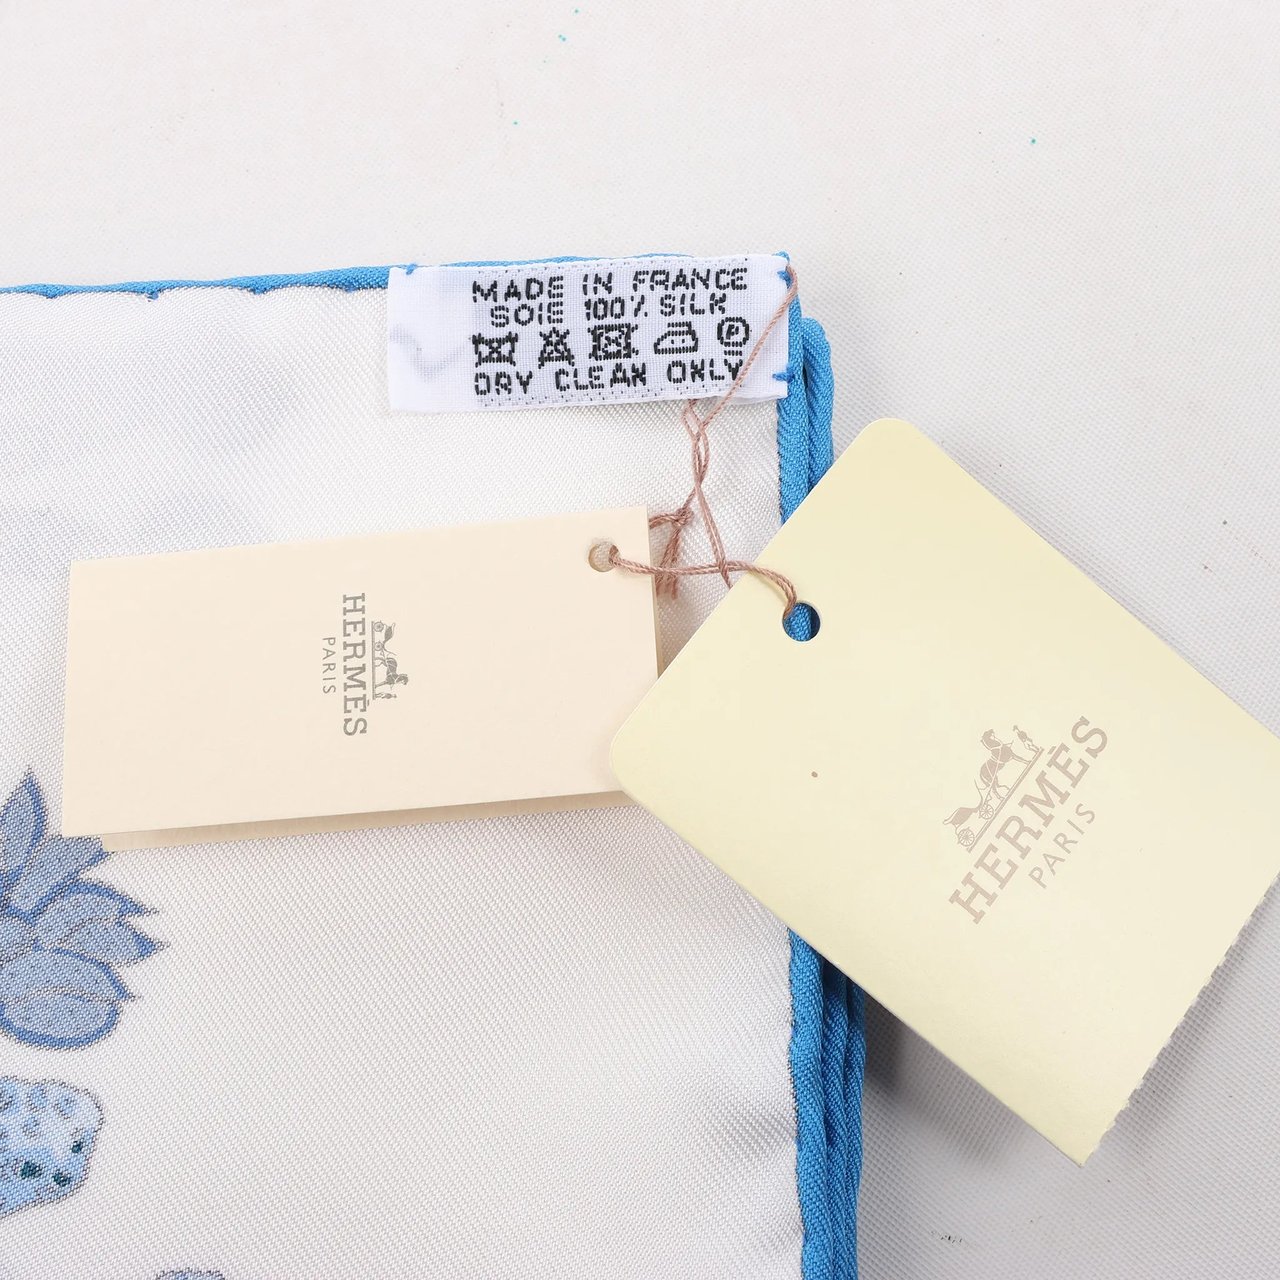 MADE IN FRANCE
SOIE 100% SILK
P
DRY CLEAN ONLY
HERMÈS
PARIS
HERMÈS
PARIS